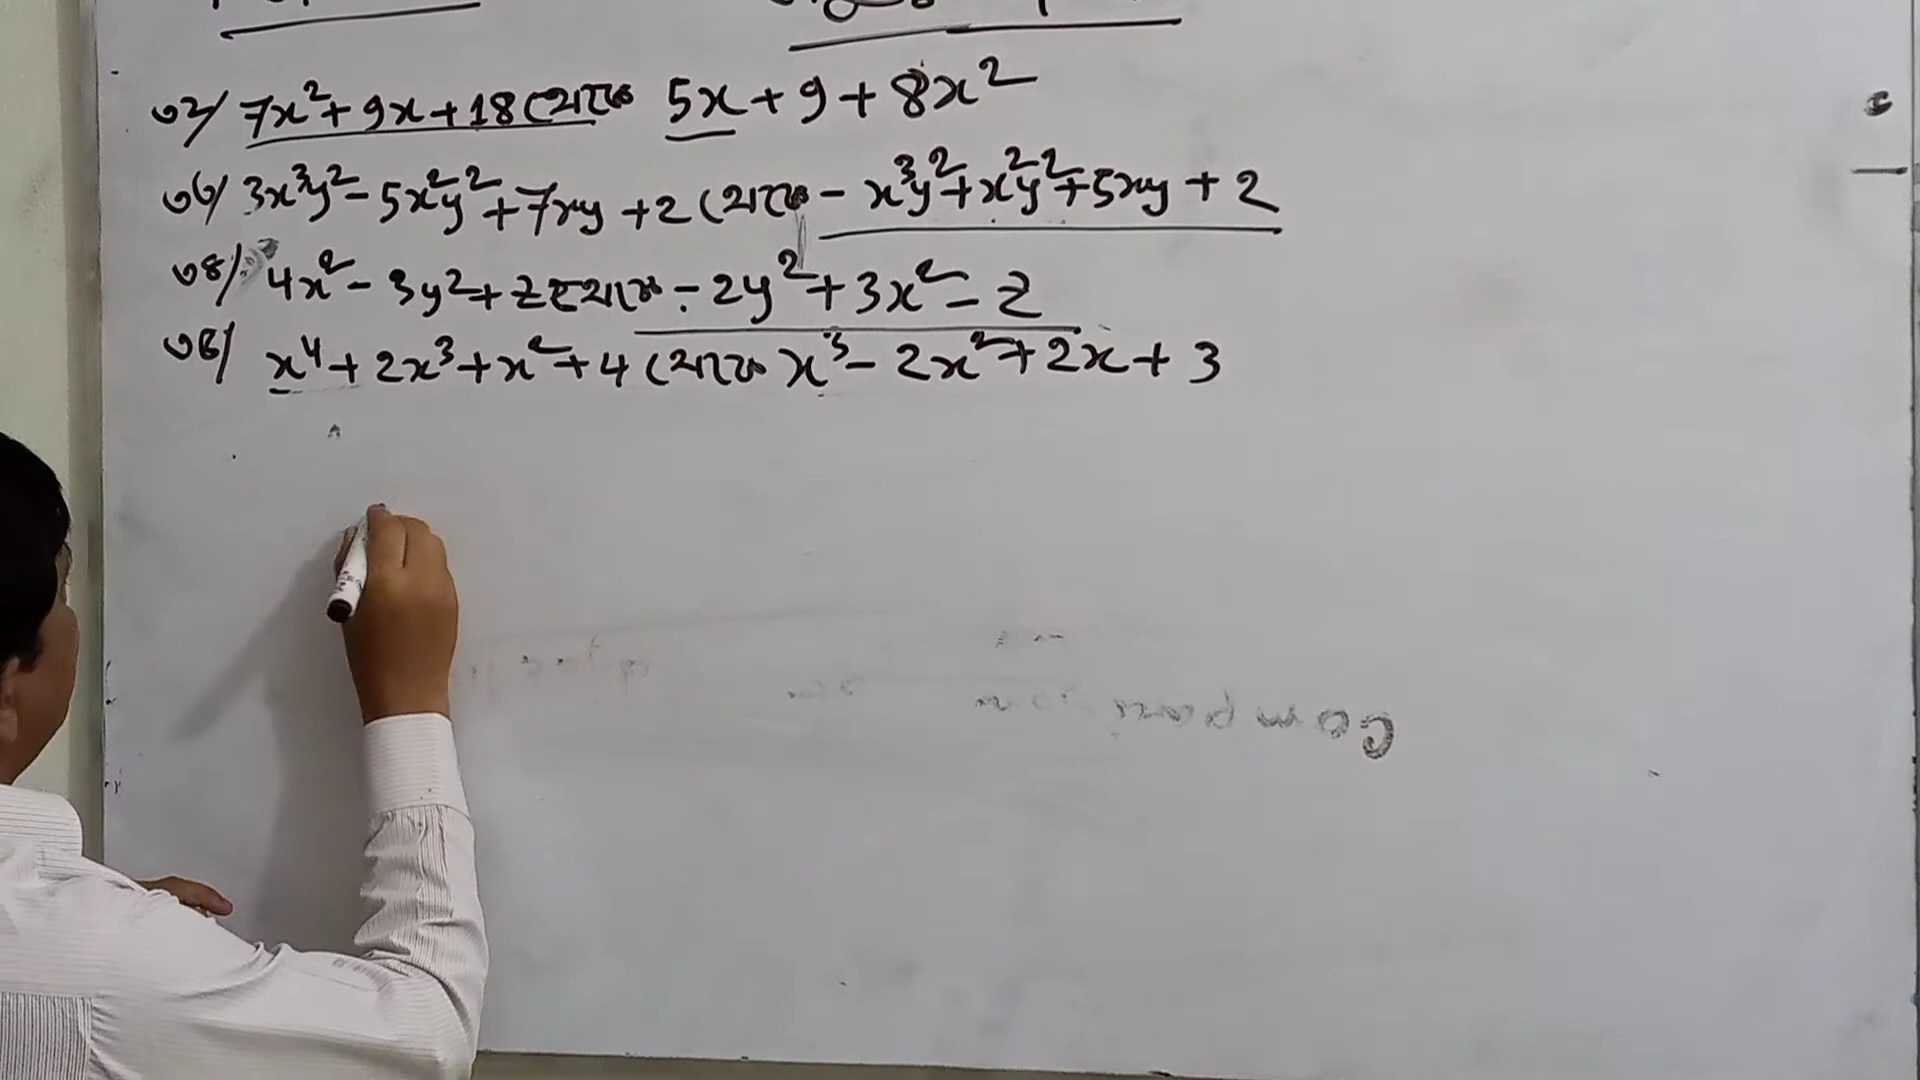 ০২/ 7x² + 9x + 18 থেকে 5x + 9 + 8x²
০৩/ 3x³y² - 5x²y² + 7xy + 2 থেকে - x³y² + x²y² + 5xy + 2
০৪/ 4x² - 3y² + z থেকে - 2y² + 3x² - z
০৫/ x⁴ + 2x³ + x² + 4 থেকে x³ - 2x² + 2x + 3